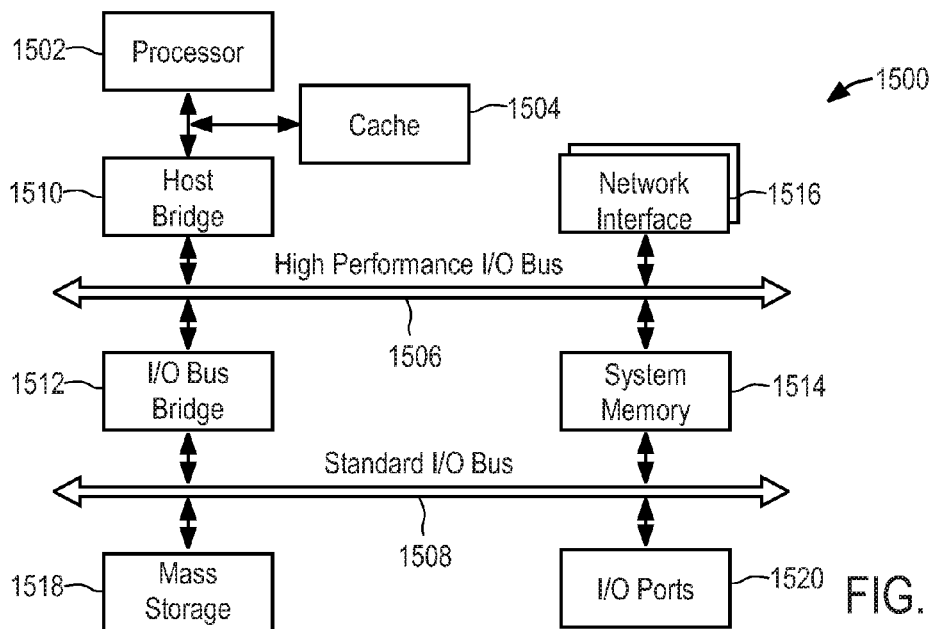 1502
Processor
1500
Cache
1504
1510
Host
Bridge
Network
Interface
1516
High Performance I/O Bus
1506
1512
I/O Bus
Bridge
System
Memory
1514
Standard I/O Bus
1508
1518
Mass
Storage
I/O Ports
1520
FIG.